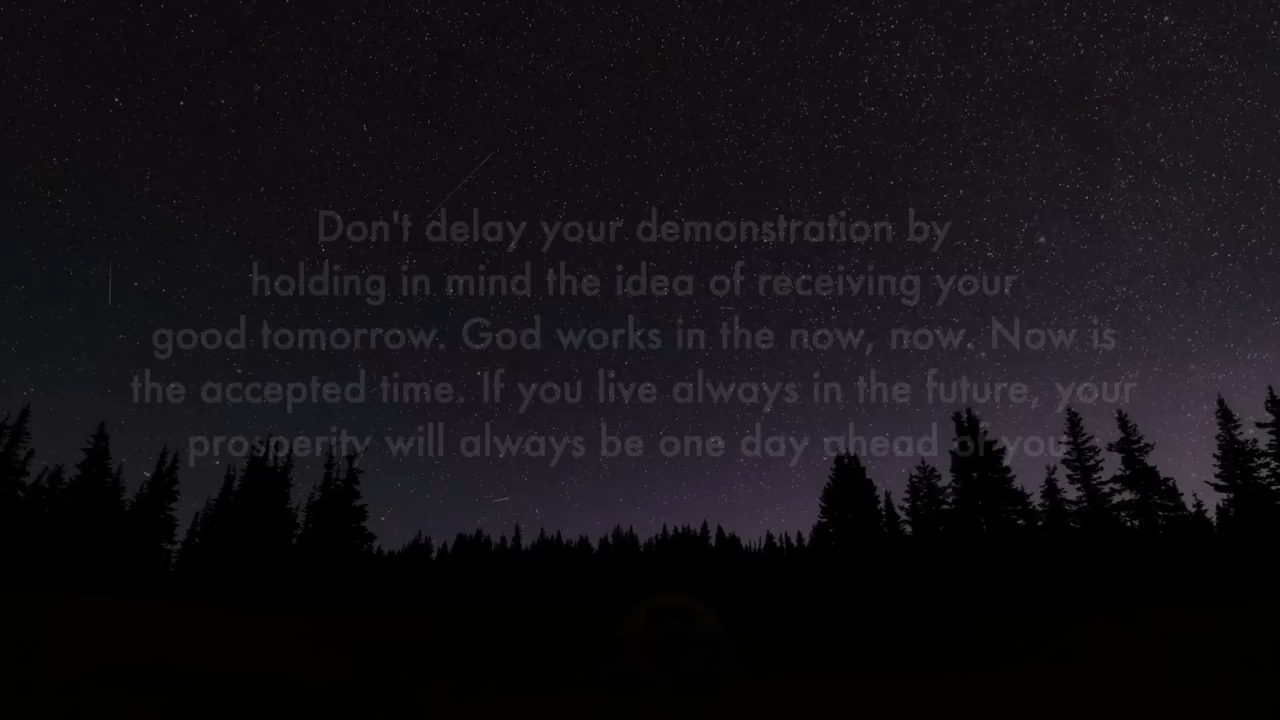 Don't delay your demonstration by
holding in mind the idea of receiving your
good tomorrow. God works in the now, now. Now is
the accepted time. If you live always in the future, your
prosperity will always be one day ahead of you.